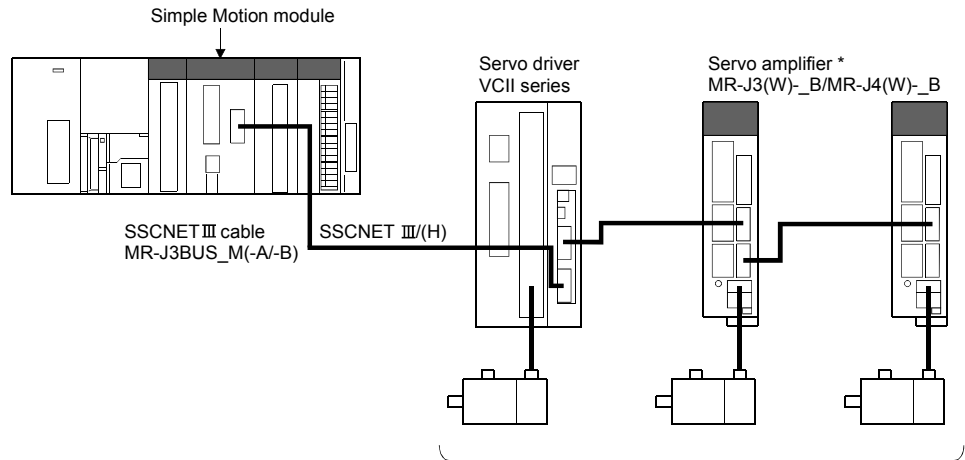 Simple Motion module
Servo driver
VCII series
Servo amplifier *
MR-J3(W)-_B/MR-J4(W)-_B
SSCNETⅢ cable
MR-J3BUS_M(-A/-B)
SSCNET Ⅲ/(H)